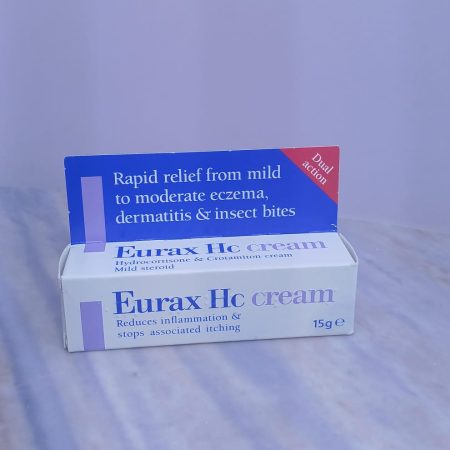 Rapid relief from mild
to moderate eczema,
dermatitis & insect bites
Dual
action
Eurax Hc cream
Hydrocortisone & Crotamiton cream
Mild steroid
Eurax Hc cream
Reduces inflammation &
stops associated itching
15g ℮